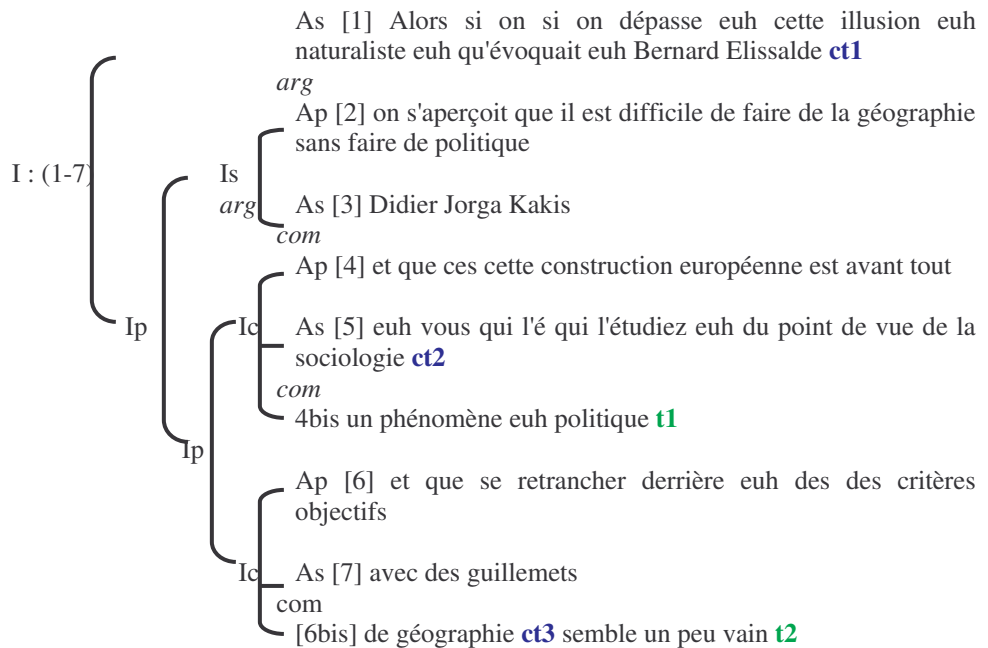 As [1] Alors si on si on dépasse euh cette illusion euh
naturaliste euh qu'évoquait euh Bernard Elissalde ct1
arg
Ap [2] on s'aperçoit que il est difficile de faire de la géographie
sans faire de politique
I : (1-7)
Is
arg
As [3] Didier Jorga Kakis
com
Ap [4] et que ces cette construction européenne est avant tout
Ip
Ic
As [5] euh vous qui l'é qui l'étudiez euh du point de vue de la
sociologie ct2
com
4bis un phénomène euh politique t1
Ip
Ap [6] et que se retrancher derrière euh des des critères
objectifs
Ic
As [7] avec des guillemets
com
[6bis] de géographie ct3 semble un peu vain t2